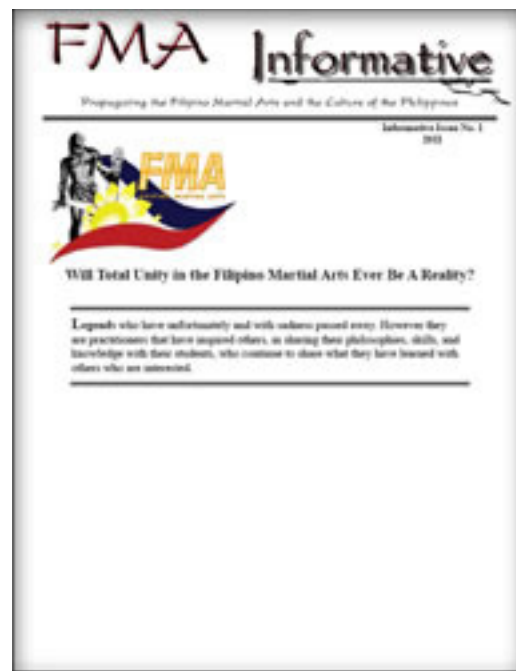 FMA Informative
Propagating the Filipino Martial Arts and the Culture of the Philippines
Informative Issue No. 1
2011
FMA
FILIPINO MARTIAL ARTS
Will Total Unity in the Filipino Martial Arts Ever Be A Reality?
Legends who have unfortunately and with sadness passed away. However they
are practitioners that have inspired others, in sharing their philosophies, skills, and
knowledge with their students, who continue to share what they have learned with
others who are interested.